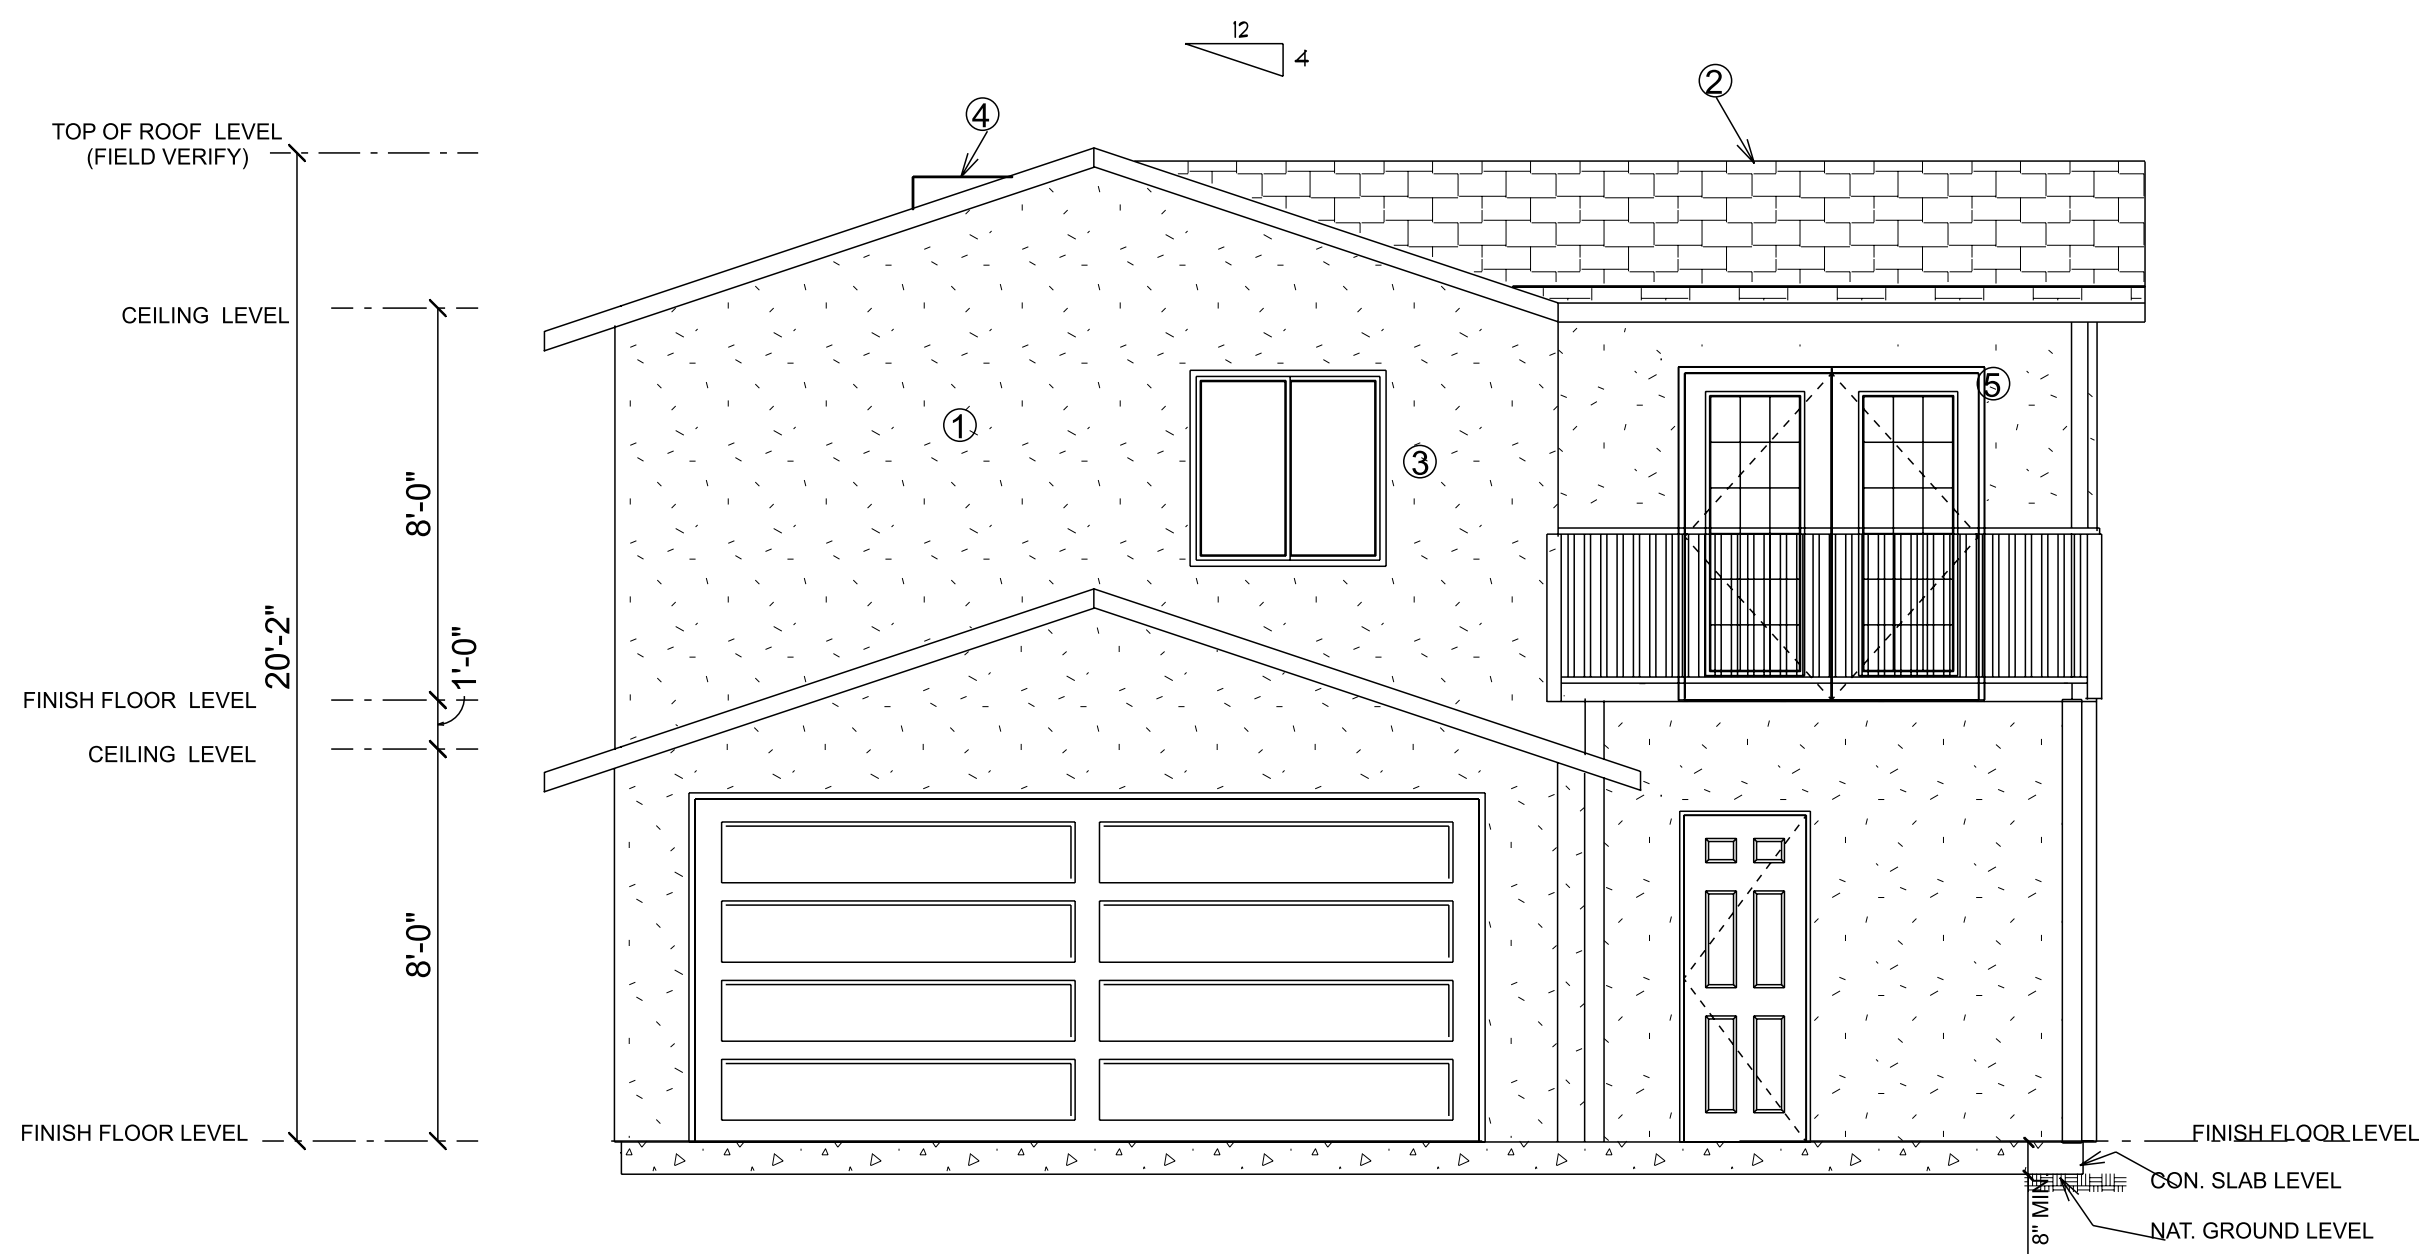 12
4
2
4
TOP OF ROOF LEVEL
(FIELD VERIFY)
CEILING LEVEL
5
1
3
8'-0"
20'-2"
1'-0"
FINISH FLOOR LEVEL
CEILING LEVEL
8'-0"
FINISH FLOOR LEVEL
FINISH FLOOR LEVEL
CON. SLAB LEVEL
8" MIN
NAT. GROUND LEVEL